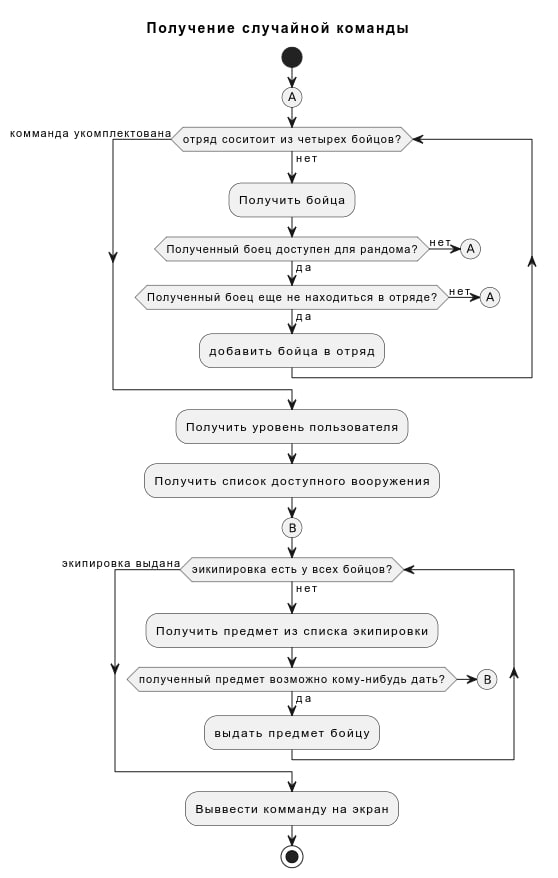 Получение случайной команды
A
комманда укомплектована
отряд соситоит из четырех бойцов?
нет
Получить бойца
Полученный боец доступен для рандома?
нет
A
да
Полученный боец еще не находиться в отряде?
нет
A
да
добавить бойца в отряд
Получить уровень пользователя
Получить список доступного вооружения
B
экипировка выдана
эикипировка есть у всех бойцов?
нет
Получить предмет из списка экипировки
полученный предмет возможно кому-нибудь дать?
B
да
выдать предмет бойцу
Выввести комманду на экран